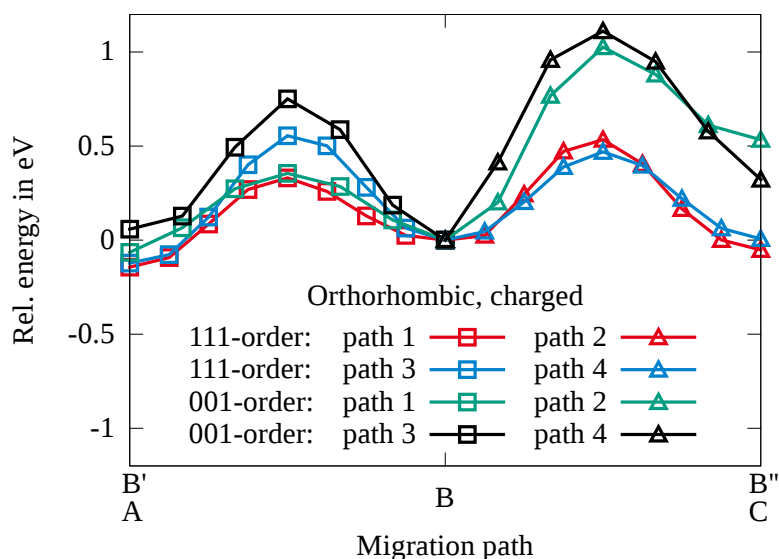 1
0.5
0
-0.5
-1
Rel. energy in eV
Orthorhombic, charged
111-order: path 1 path 2
111-order: path 3 path 4
001-order: path 1 path 2
001-order: path 3 path 4
B' B B"
A C
Migration path